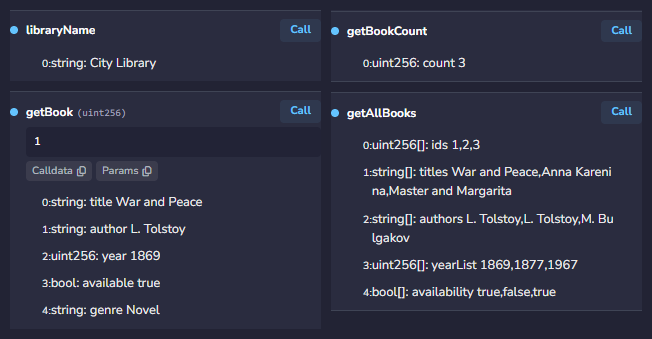 libraryName
Call
0:string: City Library
getBook (uint256)
Call
1
Calldata
Params
0:string: title War and Peace
1:string: author L. Tolstoy
2:uint256: year 1869
3:bool: available true
4:string: genre Novel
getBookCount
Call
0:uint256: count 3
getAllBooks
Call
0:uint256[]: ids 1,2,3
1:string[]: titles War and Peace,Anna Kareni
na,Master and Margarita
2:string[]: authors L. Tolstoy,L. Tolstoy,M. Bu
lgakov
3:uint256[]: yearList 1869,1877,1967
4:bool[]: availability true,false,true